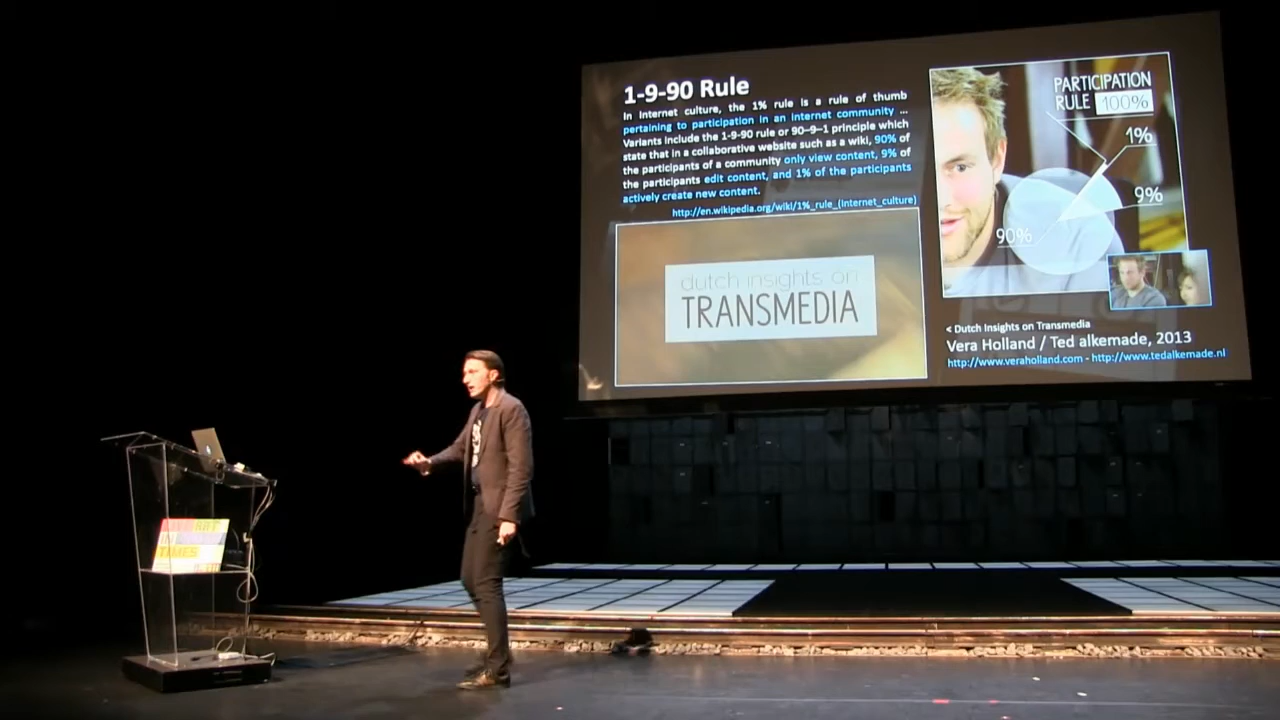 1-9-90 Rule
In Internet culture, the 1% rule is a rule of thumb
pertaining to participation in an internet community ...
Variants include the 1-9-90 rule or 90–9–1 principle which
state that in a collaborative website such as a wiki, 90% of
the participants of a community only view content, 9% of
the participants edit content, and 1% of the participants
actively create new content.
http://en.wikipedia.org/wiki/1%_rule_(Internet_culture)
dutch insights on
TRANSMEDIA
PARTICIPATION
RULE 100%
1%
9%
90%
< Dutch Insights on Transmedia
Vera Holland / Ted alkemade, 2013
http://www.veraholland.com - http://www.tedalkemade.nl
ART
IN
TIMES